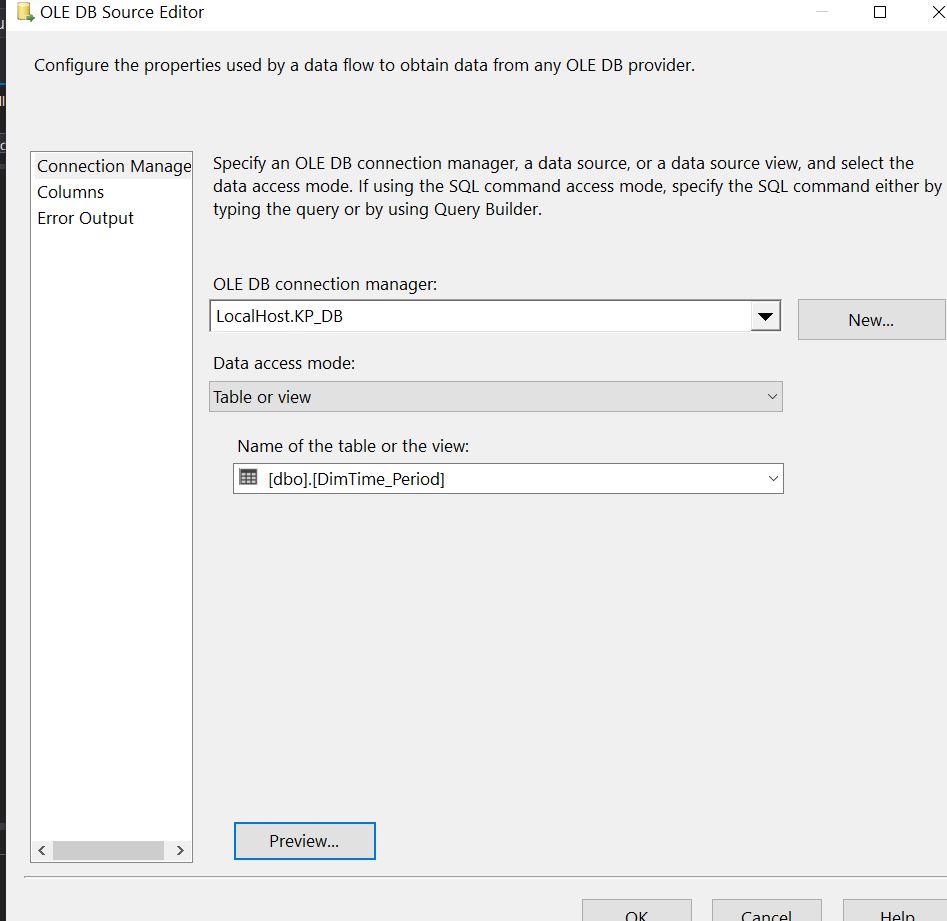 OLE DB Source Editor
Configure the properties used by a data flow to obtain data from any OLE DB provider.
Connection Manage
Columns
Error Output
Specify an OLE DB connection manager, a data source, or a data source view, and select the
data access mode. If using the SQL command access mode, specify the SQL command either by
typing the query or by using Query Builder.
OLE DB connection manager:
LocalHost.KP_DB
New...
Data access mode:
Table or view
Name of the table or the view:
[dbo].[DimTime_Period]
Preview...
OK
Cancel
Help